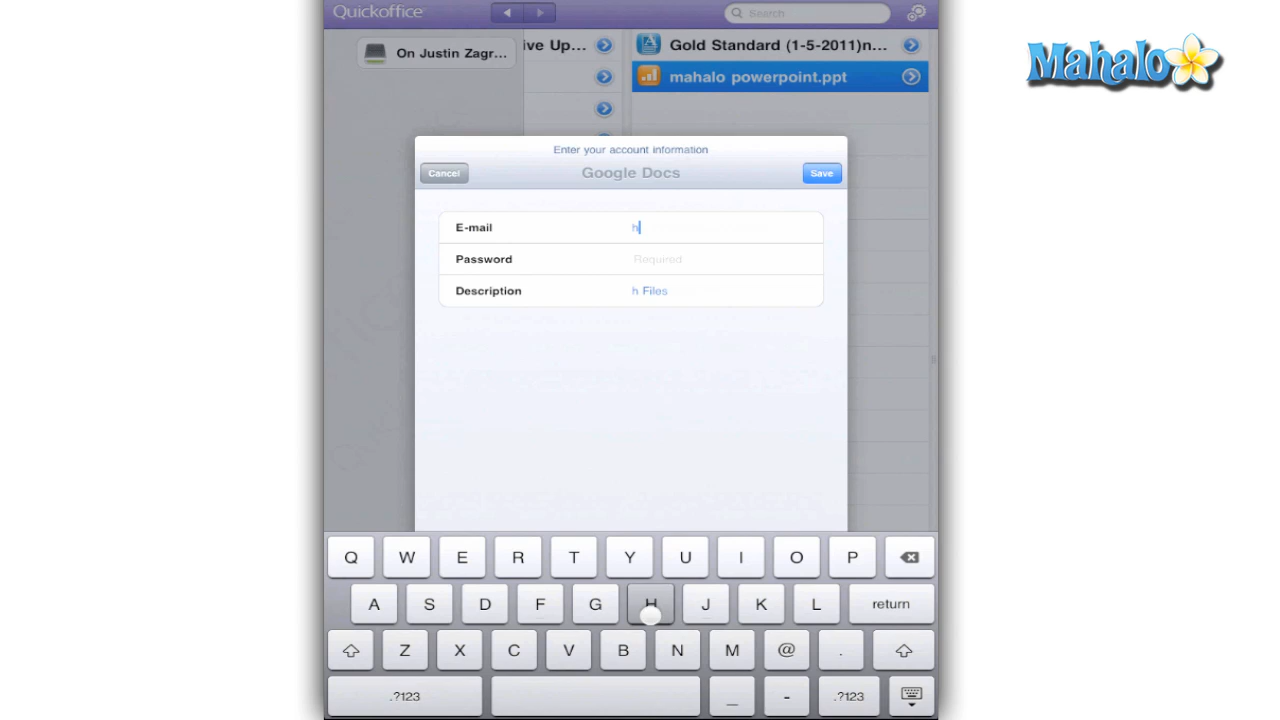 Quickoffice
Search
Mahalo
On Justin Zagr...
ive Up...
Gold Standard (1-5-2011)n...
mahalo powerpoint.ppt
Enter your account information
Cancel
Google Docs
Save
E-mail
h
Password
Required
Description
h Files
Q W E R T Y U I O P
A S D F G H J K L return
Z X C V B N M @ .
.?123 _ - .?123